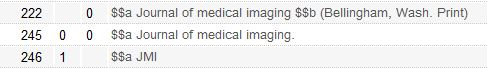 222 0 $$a Journal of medical imaging $$b (Bellingham, Wash. Print)
245 0 0 $$a Journal of medical imaging.
246 1 $$a JMI